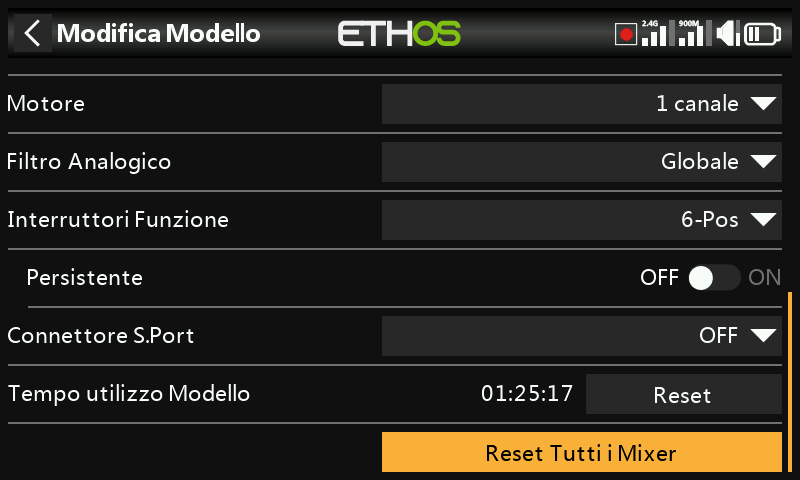 Modifica Modello ETHOS 2.4G 900M
Motore 1 canale
Filtro Analogico Globale
Interruttori Funzione 6-Pos
Persistente OFF ON
Connettore S.Port OFF
Tempo utilizzo Modello 01:25:17 Reset
Reset Tutti i Mixer